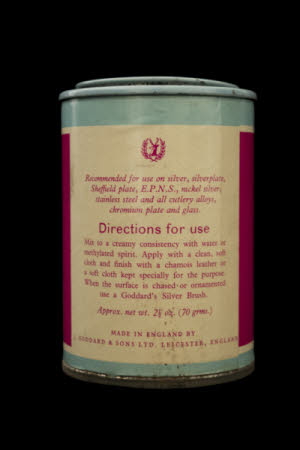 Recommended for use on silver, silverplate,
Sheffield plate, E.P.N.S., nickel silver,
stainless steel and all cutlery alloys,
chromium plate and glass.
Directions for use
Mix to a creamy consistency with water or
methylated spirit. Apply with a clean, soft
cloth and finish with a chamois leather or
a soft cloth kept specially for the purpose.
When the surface is chased or ornamented
use a Goddard's Silver Brush.
Approx. net wt. 2½ oz. (70 grms.)
MADE IN ENGLAND BY
J. GODDARD & SONS LTD. LEICESTER, ENGLAND